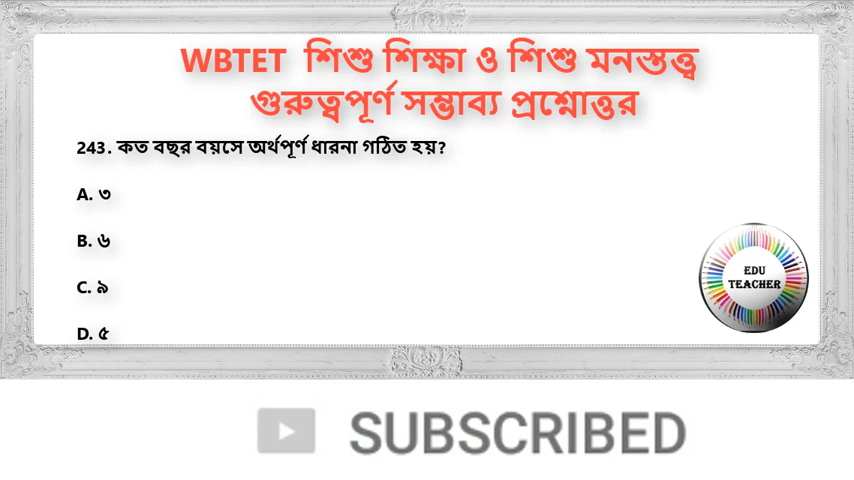 WBTET শিশু শিক্ষা ও শিশু মনস্তত্ত্ব
গুরুত্বপূর্ণ সম্ভাব্য প্রশ্নোত্তর
243. কত বছর বয়সে অর্থপূর্ণ ধারনা গঠিত হয়?
A. ৩
B. ৬
C. ৯
D. ৫
EDU
TEACHER
SUBSCRIBED